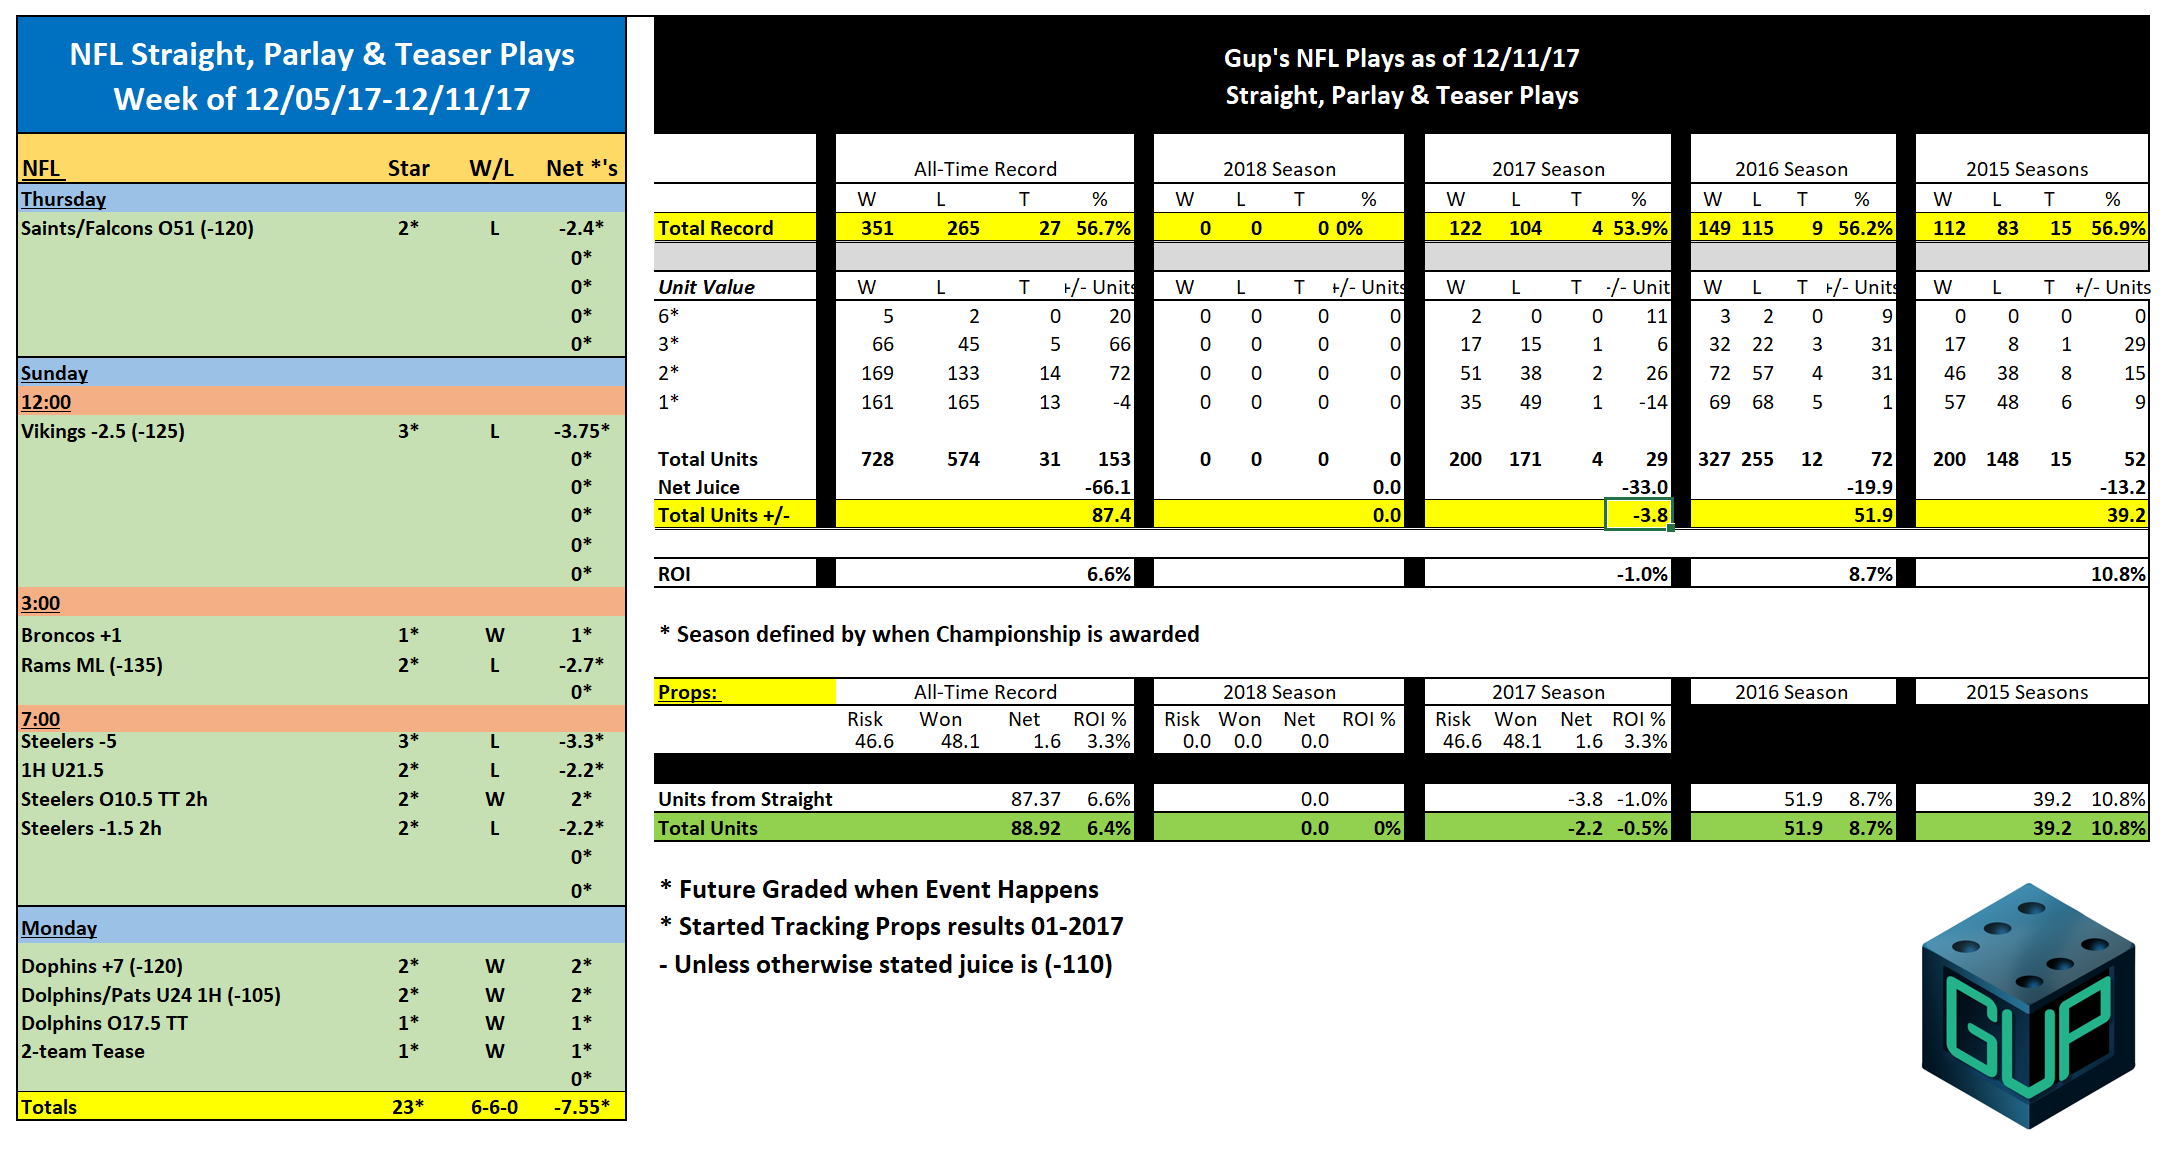 NFL Straight, Parlay & Teaser Plays
Week of 12/05/17-12/11/17
NFL Star W/L Net *'s
Thursday
Saints/Falcons O51 (-120) 2* L -2.4*
0*
0*
0*
0*
Sunday
12:00
Vikings -2.5 (-125) 3* L -3.75*
0*
0*
0*
0*
0*
3:00
Broncos +1 1* W 1*
Rams ML (-135) 2* L -2.7*
0*
7:00
Steelers -5 3* L -3.3*
1H U21.5 2* L -2.2*
Steelers O10.5 TT 2h 2* W 2*
Steelers -1.5 2h 2* L -2.2*
0*
0*
Monday
Dophins +7 (-120) 2* W 2*
Dolphins/Pats U24 1H (-105) 2* W 2*
Dolphins O17.5 TT 1* W 1*
2-team Tease 1* W 1*
0*
Totals 23* 6-6-0 -7.55*
Gup's NFL Plays as of 12/11/17
Straight, Parlay & Teaser Plays
All-Time Record 2018 Season 2017 Season 2016 Season 2015 Seasons
W L T % W L T % W L T % W L T % W L T %
Total Record 351 265 27 56.7% 0 0 0 0% 122 104 4 53.9% 149 115 9 56.2% 112 83 15 56.9%
Unit Value W L T +/- Units W L T +/- Units W L T -/- Unit W L T +/- Units W L T +/- Units
6* 5 2 0 20 0 0 0 0 2 0 0 11 3 2 0 9 0 0 0 0
3* 66 45 5 66 0 0 0 0 17 15 1 6 32 22 3 31 17 8 1 29
2* 169 133 14 72 0 0 0 0 51 38 2 26 72 57 4 31 46 38 8 15
1* 161 165 13 -4 0 0 0 0 35 49 1 -14 69 68 5 1 57 48 6 9
Total Units 728 574 31 153 0 0 0 0 200 171 4 29 327 255 12 72 200 148 15 52
Net Juice -66.1 0.0 -33.0 -19.9 -13.2
Total Units +/- 87.4 0.0 -3.8 51.9 39.2
ROI 6.6% -1.0% 8.7% 10.8%
* Season defined by when Championship is awarded
Props: All-Time Record 2018 Season 2017 Season 2016 Season 2015 Seasons
Risk Won Net ROI % Risk Won Net ROI % Risk Won Net ROI %
46.6 48.1 1.6 3.3% 0.0 0.0 0.0 46.6 48.1 1.6 3.3%
Units from Straight 87.37 6.6% 0.0 -3.8 -1.0% 51.9 8.7% 39.2 10.8%
Total Units 88.92 6.4% 0.0 0% -2.2 -0.5% 51.9 8.7% 39.2 10.8%
* Future Graded when Event Happens
* Started Tracking Props results 01-2017
- Unless otherwise stated juice is (-110)
GUP